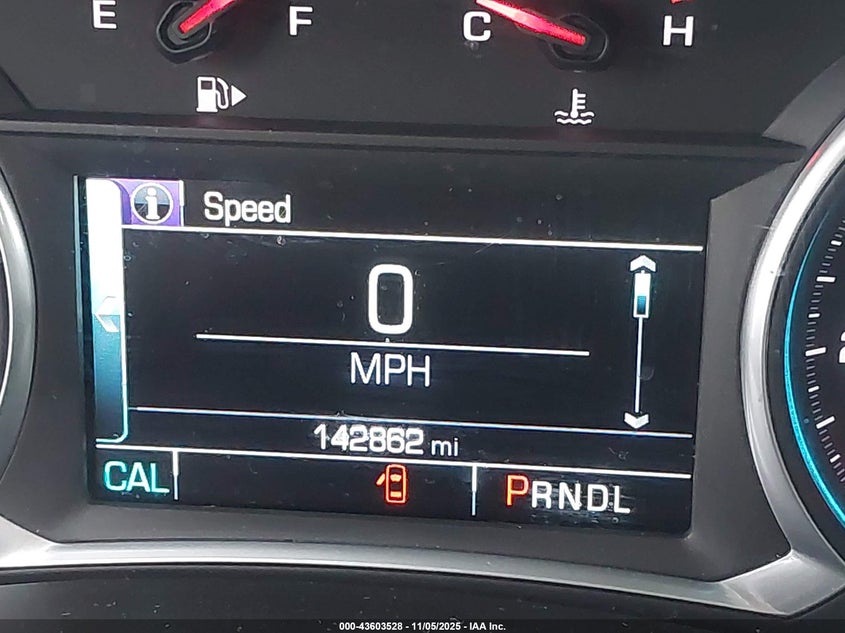 E F C H
Speed
0
MPH
142862 mi
CAL PRNDL
000-43603528 - 11/05/2025 - IAA Inc.